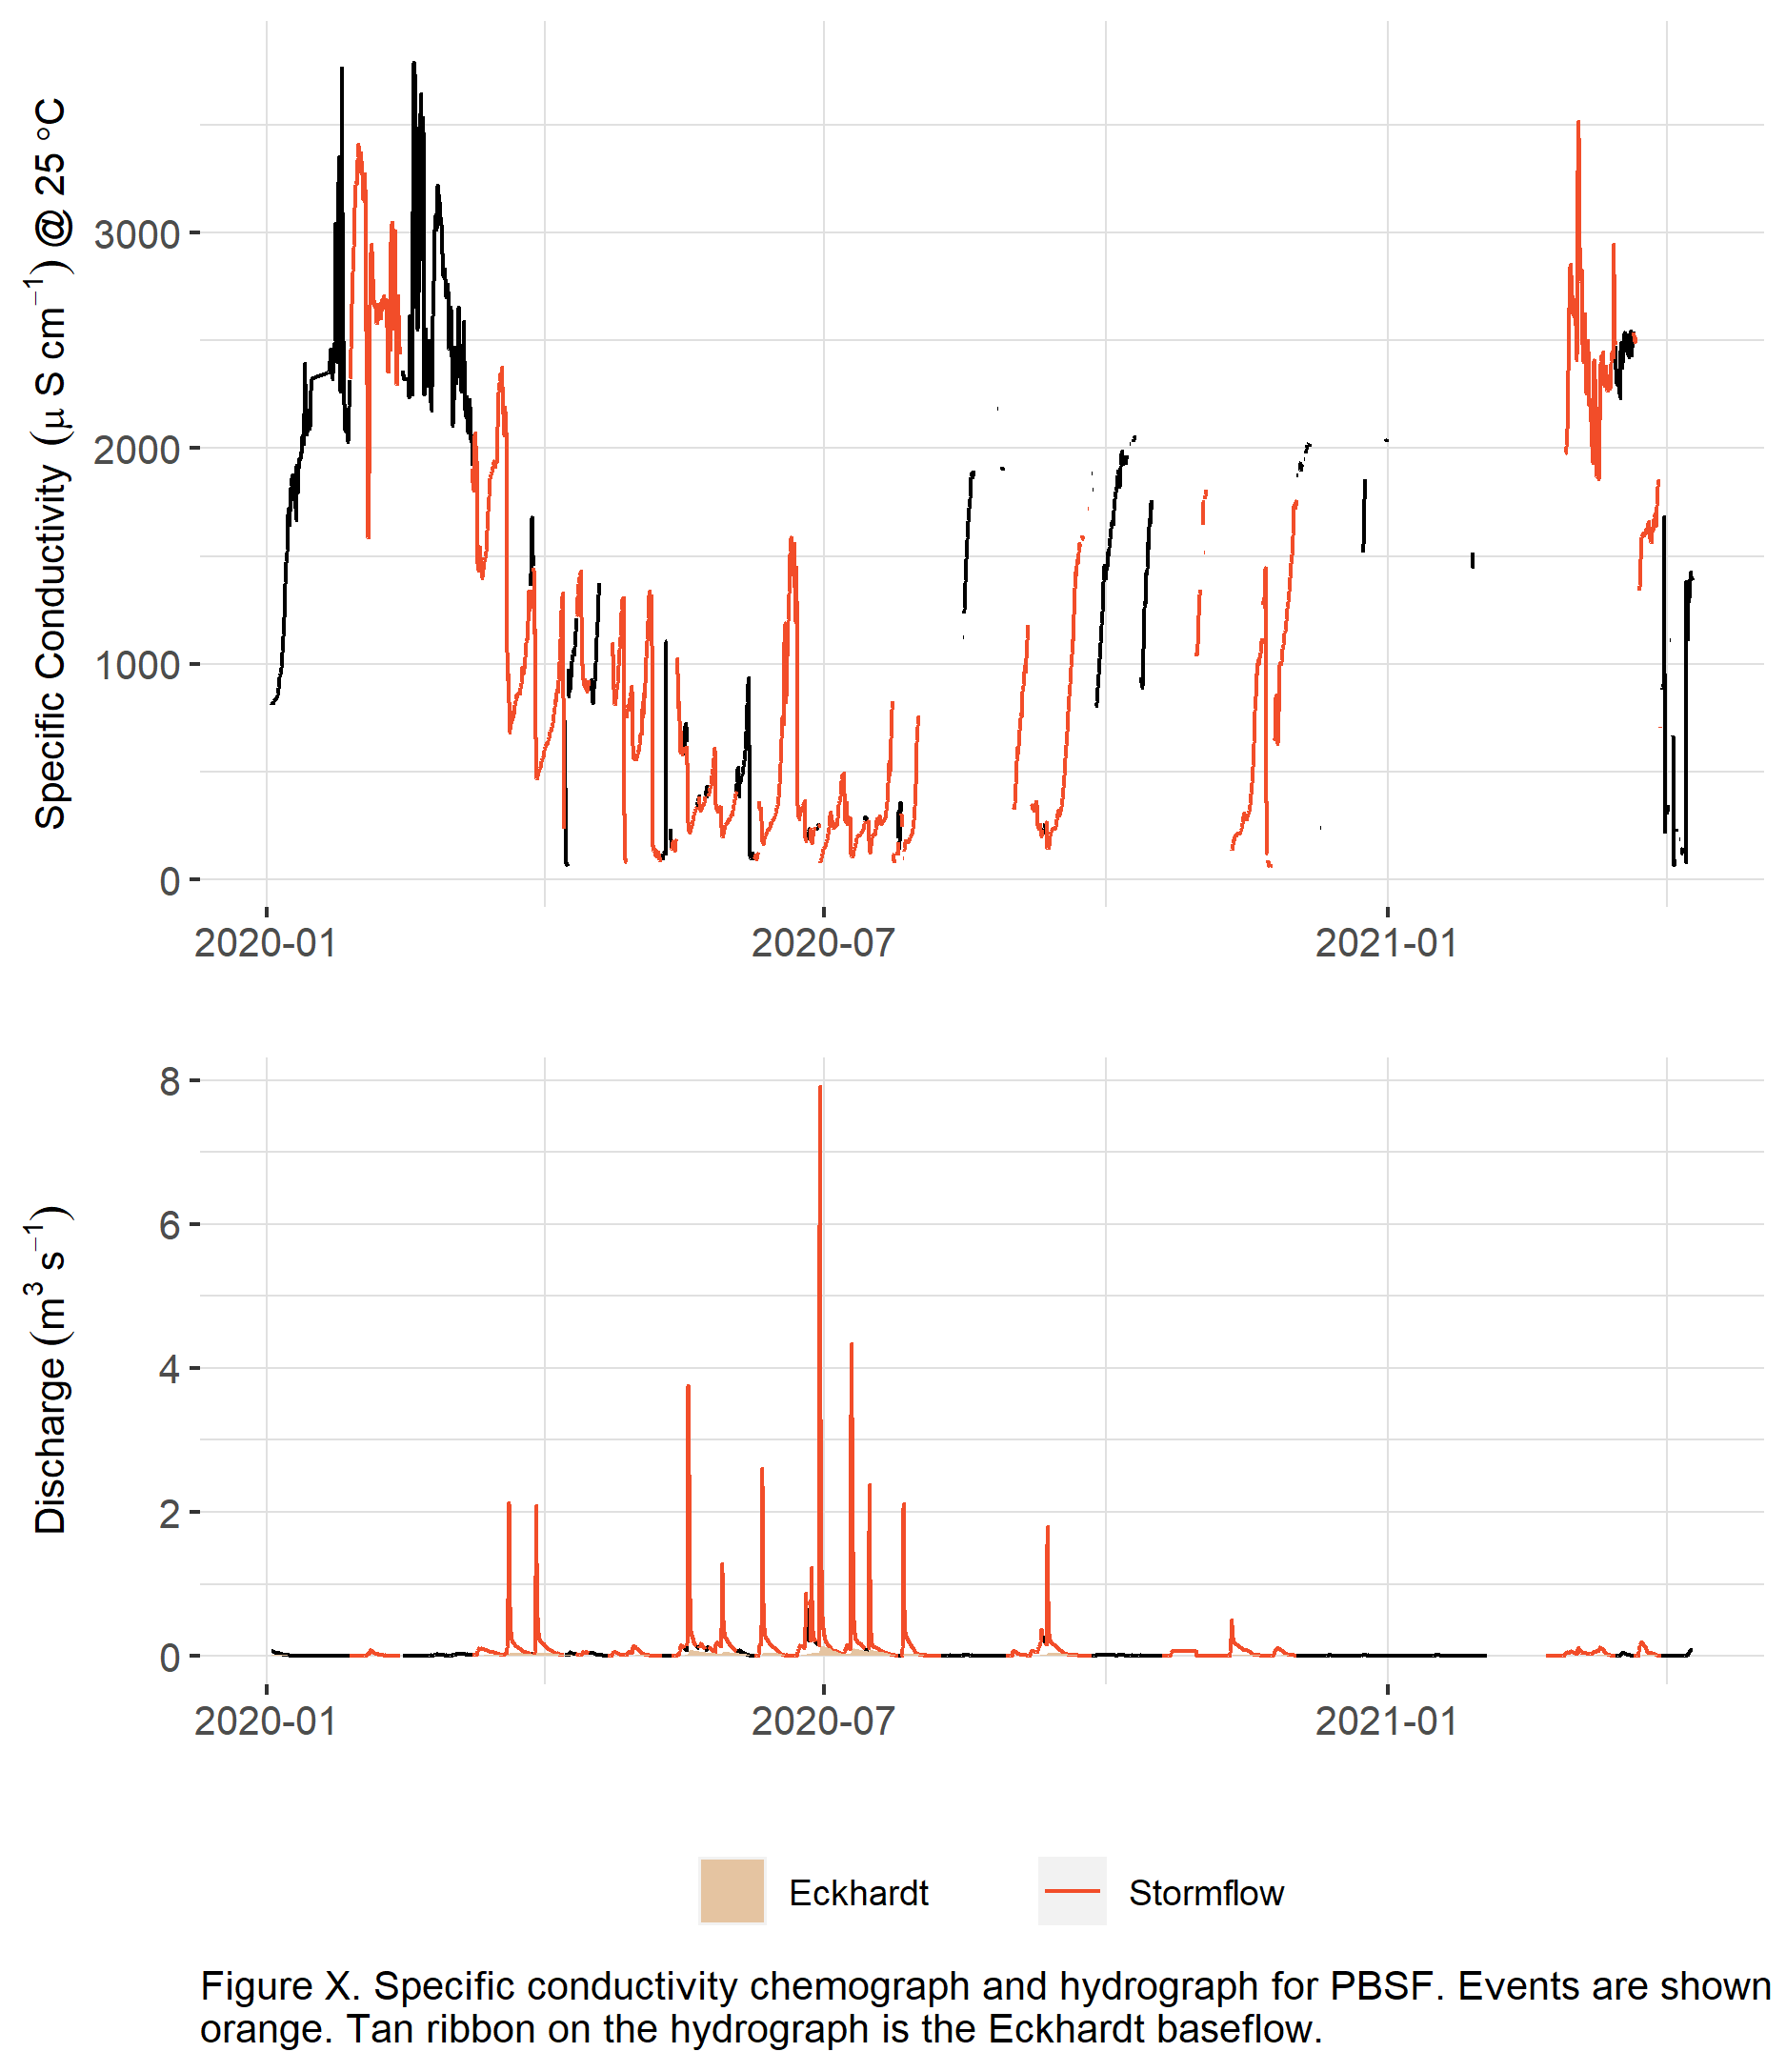 Specific Conductivity (μ S cm⁻¹) @ 25 °C
3000
2000
1000
0
2020-01 2020-07 2021-01
Discharge (m³ s⁻¹)
8
6
4
2
0
2020-01 2020-07 2021-01
Eckhardt Stormflow
Figure X. Specific conductivity chemograph and hydrograph for PBSF. Events are shown
orange. Tan ribbon on the hydrograph is the Eckhardt baseflow.